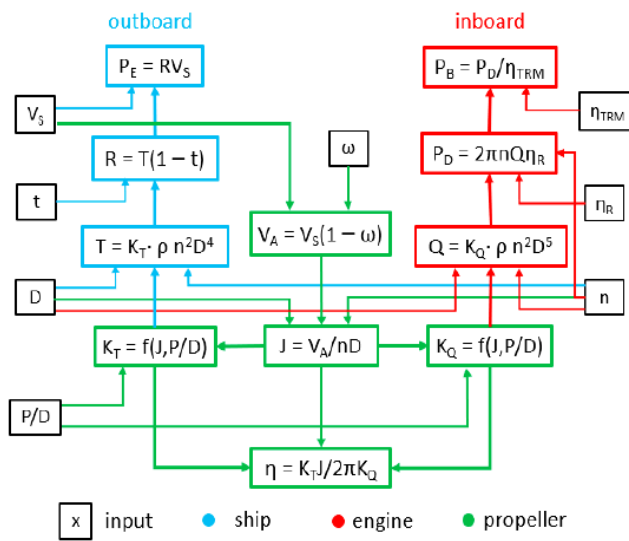 outboard inboard
P_E = RV_S P_B = P_D/η_TRM
V_S η_TRM
R = T(1 − t) ω P_D = 2πnQη_R
t η_R
V_A = V_S(1 − ω)
T = K_T· ρ n²D⁴ Q = K_Q· ρ n²D⁵
D n
K_T = f(J,P/D) J = V_A/nD K_Q = f(J,P/D)
P/D
η = K_TJ/2πK_Q
x input ship engine propeller